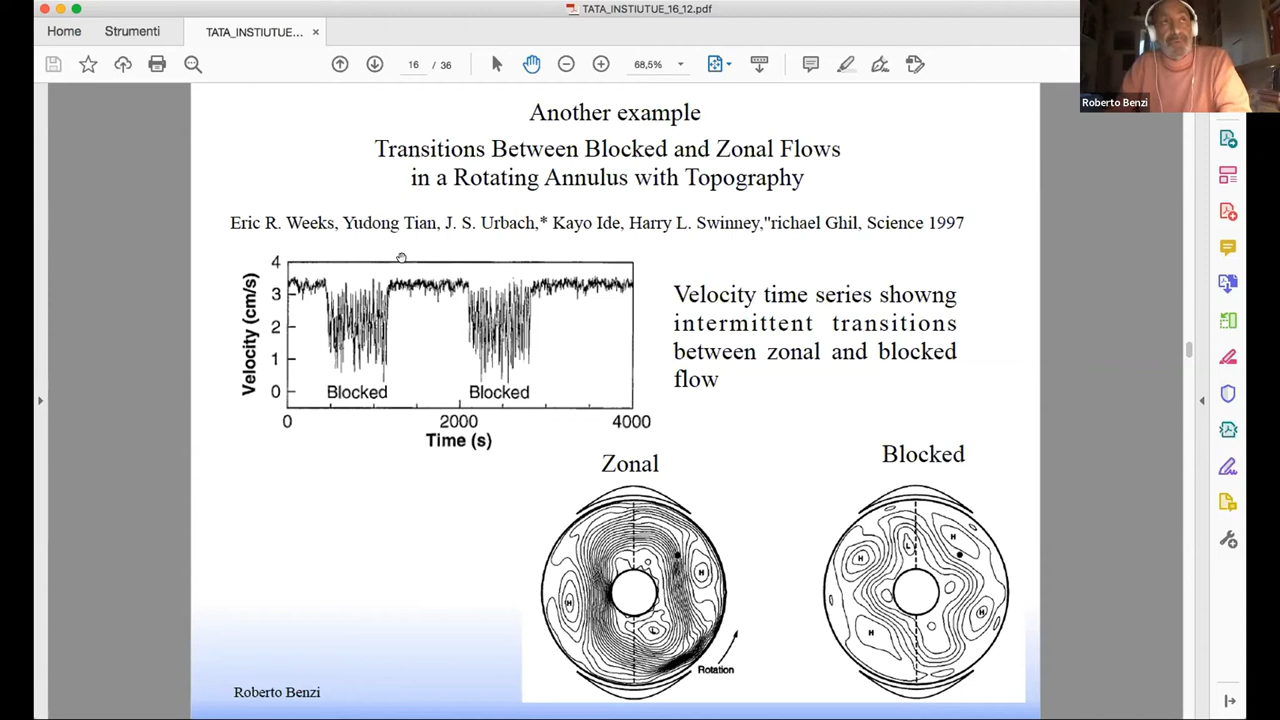 TATA_INSTIUTUE_16_12.pdf
Home
Strumenti
TATA_INSTIUTUE...
16 / 36
68,5%
Roberto Benzi
Another example
Transitions Between Blocked and Zonal Flows
in a Rotating Annulus with Topography
Eric R. Weeks, Yudong Tian, J. S. Urbach,* Kayo Ide, Harry L. Swinney,"richael Ghil, Science 1997
4
3
2
1
0
Velocity (cm/s)
Blocked
Blocked
0
2000
4000
Time (s)
Velocity time series showng
intermittent transitions
between zonal and blocked
flow
Zonal
Blocked
H
H
L
Rotation
H
L
H
H
H
Roberto Benzi